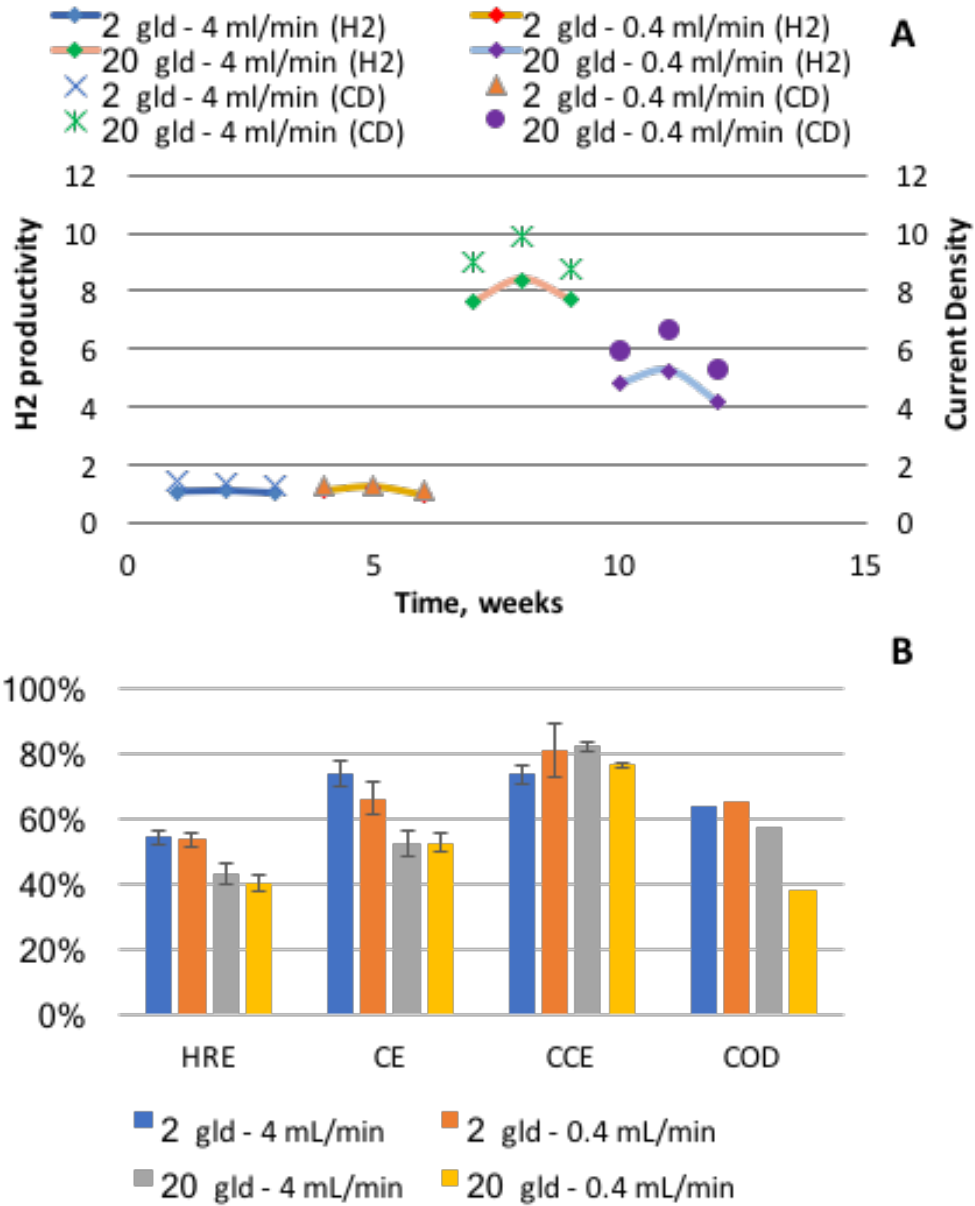 2 gld - 4 ml/min (H2) 2 gld - 0.4 ml/min (H2) A
20 gld - 4 ml/min (H2) 20 gld - 0.4 ml/min (H2)
2 gld - 4 ml/min (CD) 2 gld - 0.4 ml/min (CD)
20 gld - 4 ml/min (CD) 20 gld - 0.4 ml/min (CD)
12 12
10 10
8 8
6 6
4 4
2 2
0 0
H2 productivity
Current Density
0 5 10 15
Time, weeks
B
100%
80%
60%
40%
20%
0%
HRE CE CCE COD
2 gld - 4 mL/min 2 gld - 0.4 mL/min
20 gld - 4 mL/min 20 gld - 0.4 mL/min